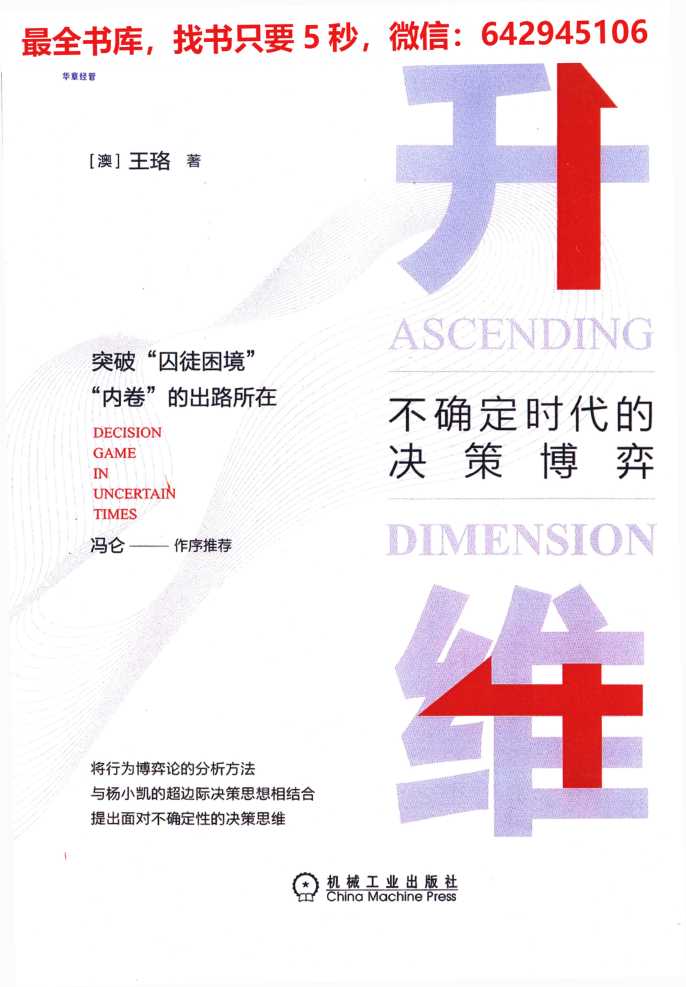 最全书库，找书只要 5 秒，微信：642945106
华章经管
[澳] 王珞 著
升
ASCENDING
突破“囚徒困境”
“内卷”的出路所在
DECISION
GAME
IN
UNCERTAIN
TIMES
冯仑——作序推荐
不确定时代的
决策博弈
DIMENSION
维
将行为博弈论的分析方法
与杨小凯的超边际决策思想相结合
提出面对不确定性的决策思维
机械工业出版社
China Machine Press